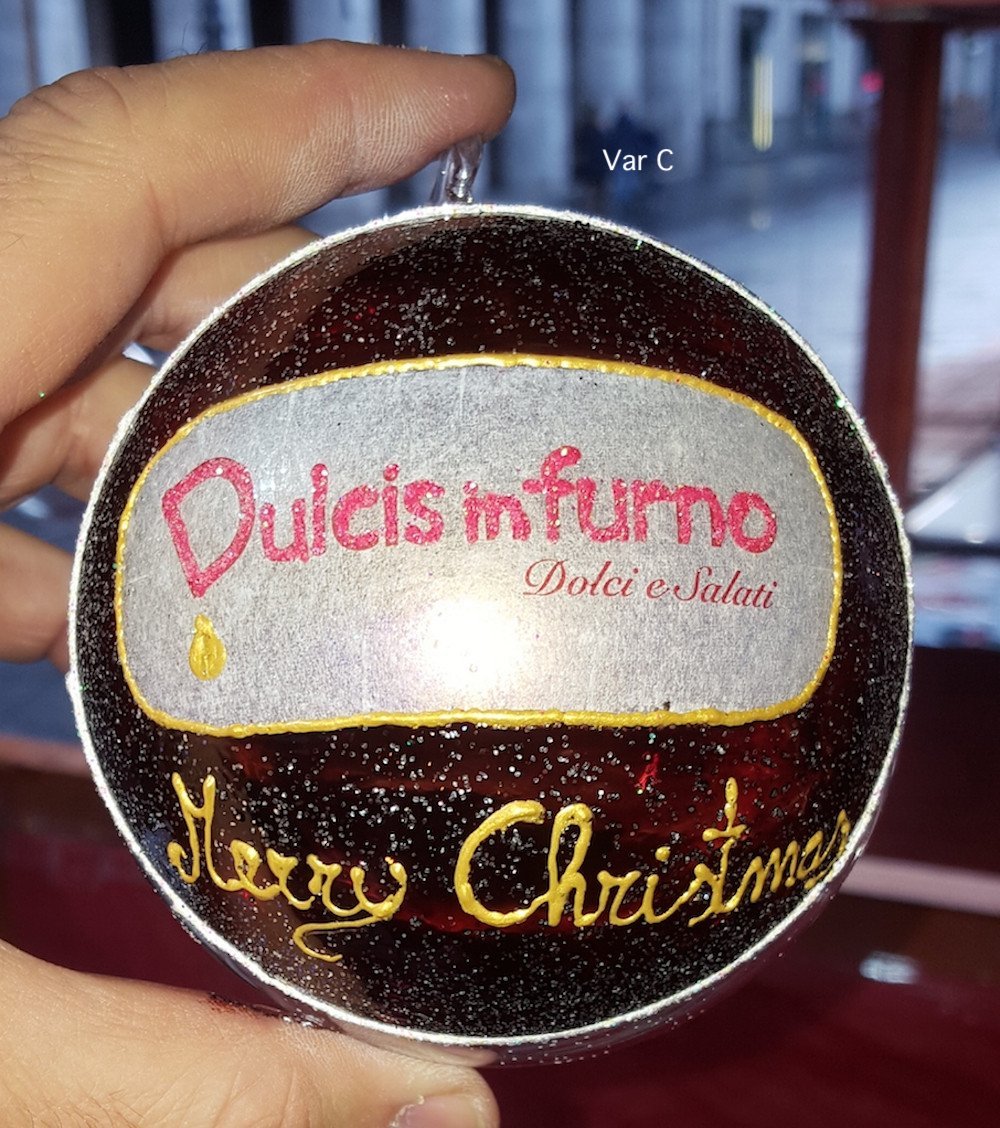 Var C
Dulcis in furno
Dolci e Salati
Merry Christmas